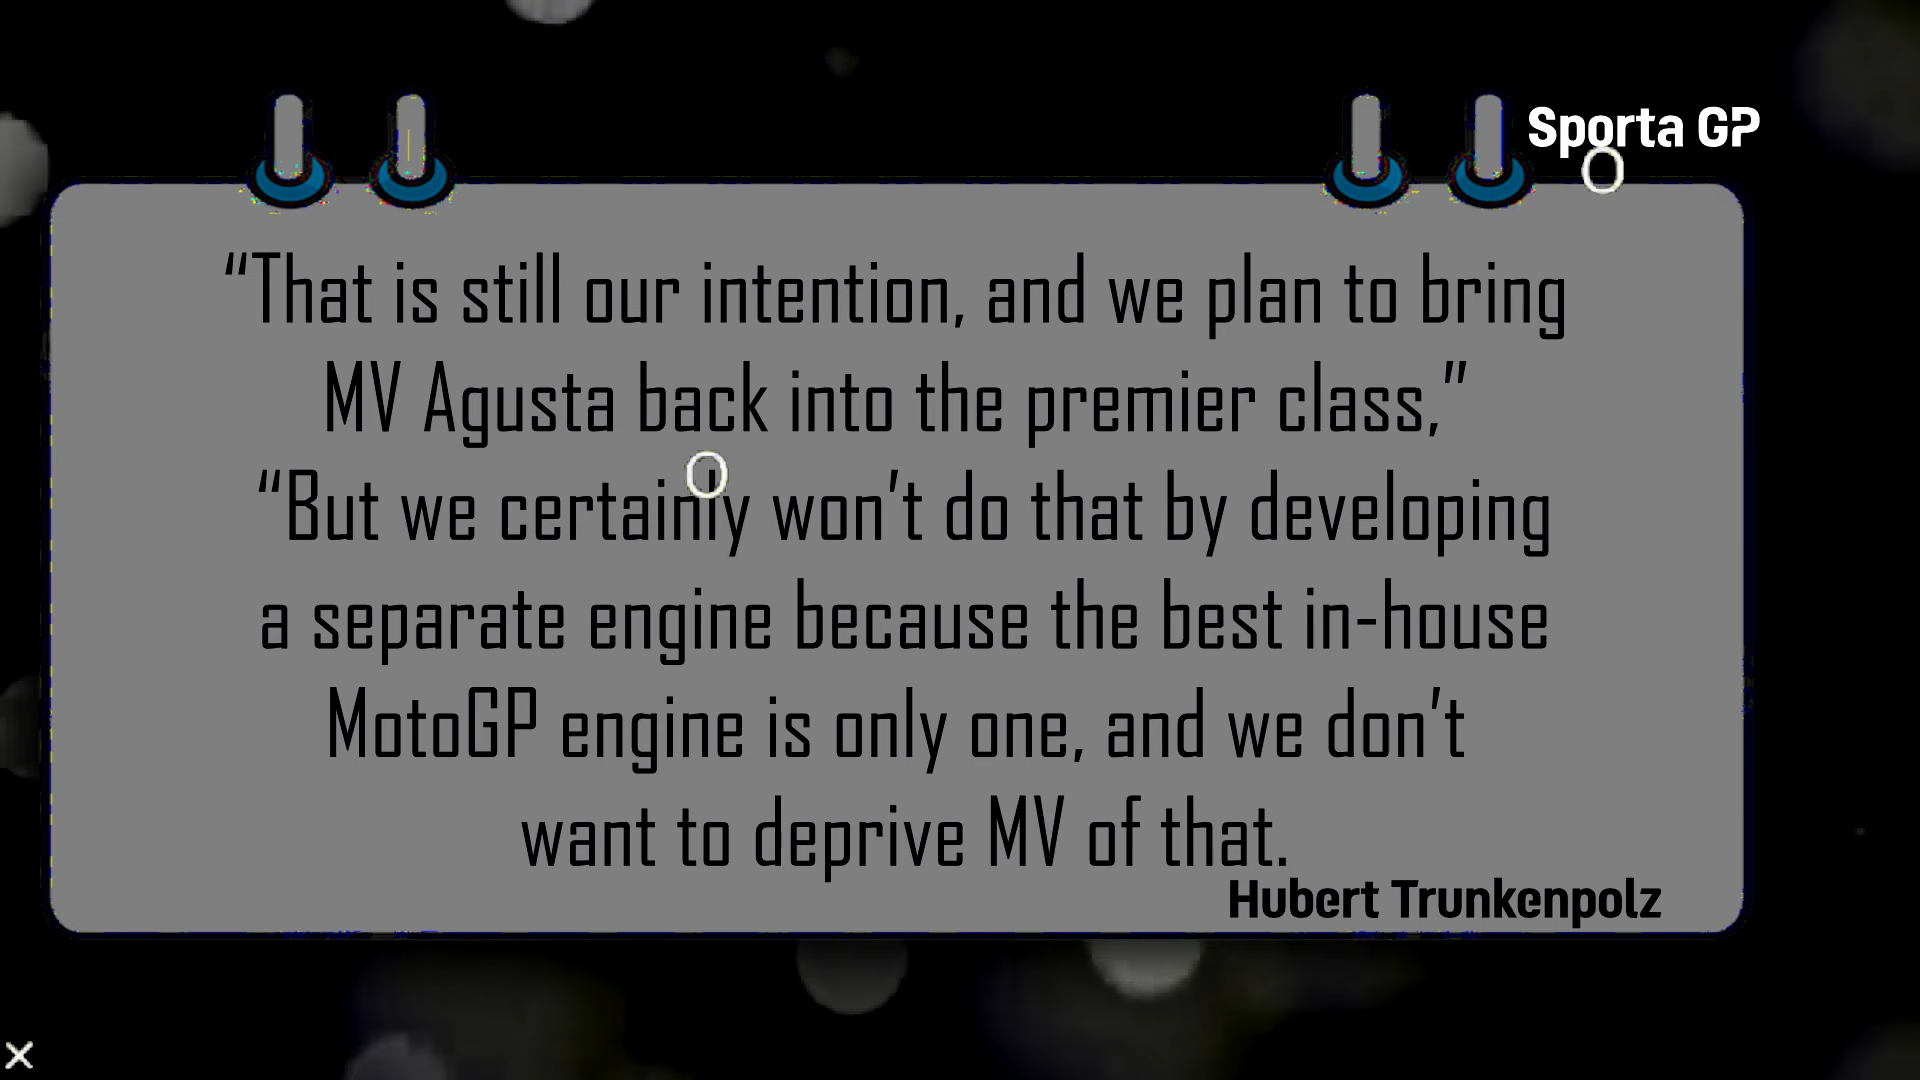 Sporta GP
“That is still our intention, and we plan to bring
MV Agusta back into the premier class,”
“But we certainly won’t do that by developing
a separate engine because the best in-house
MotoGP engine is only one, and we don’t
want to deprive MV of that.
Hubert Trunkenpolz